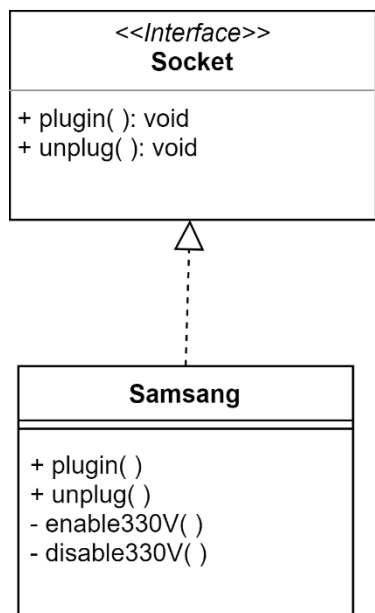 <<Interface>>
Socket
+ plugin( ): void
+ unplug( ): void
Samsang
+ plugin( )
+ unplug( )
- enable330V( )
- disable330V( )